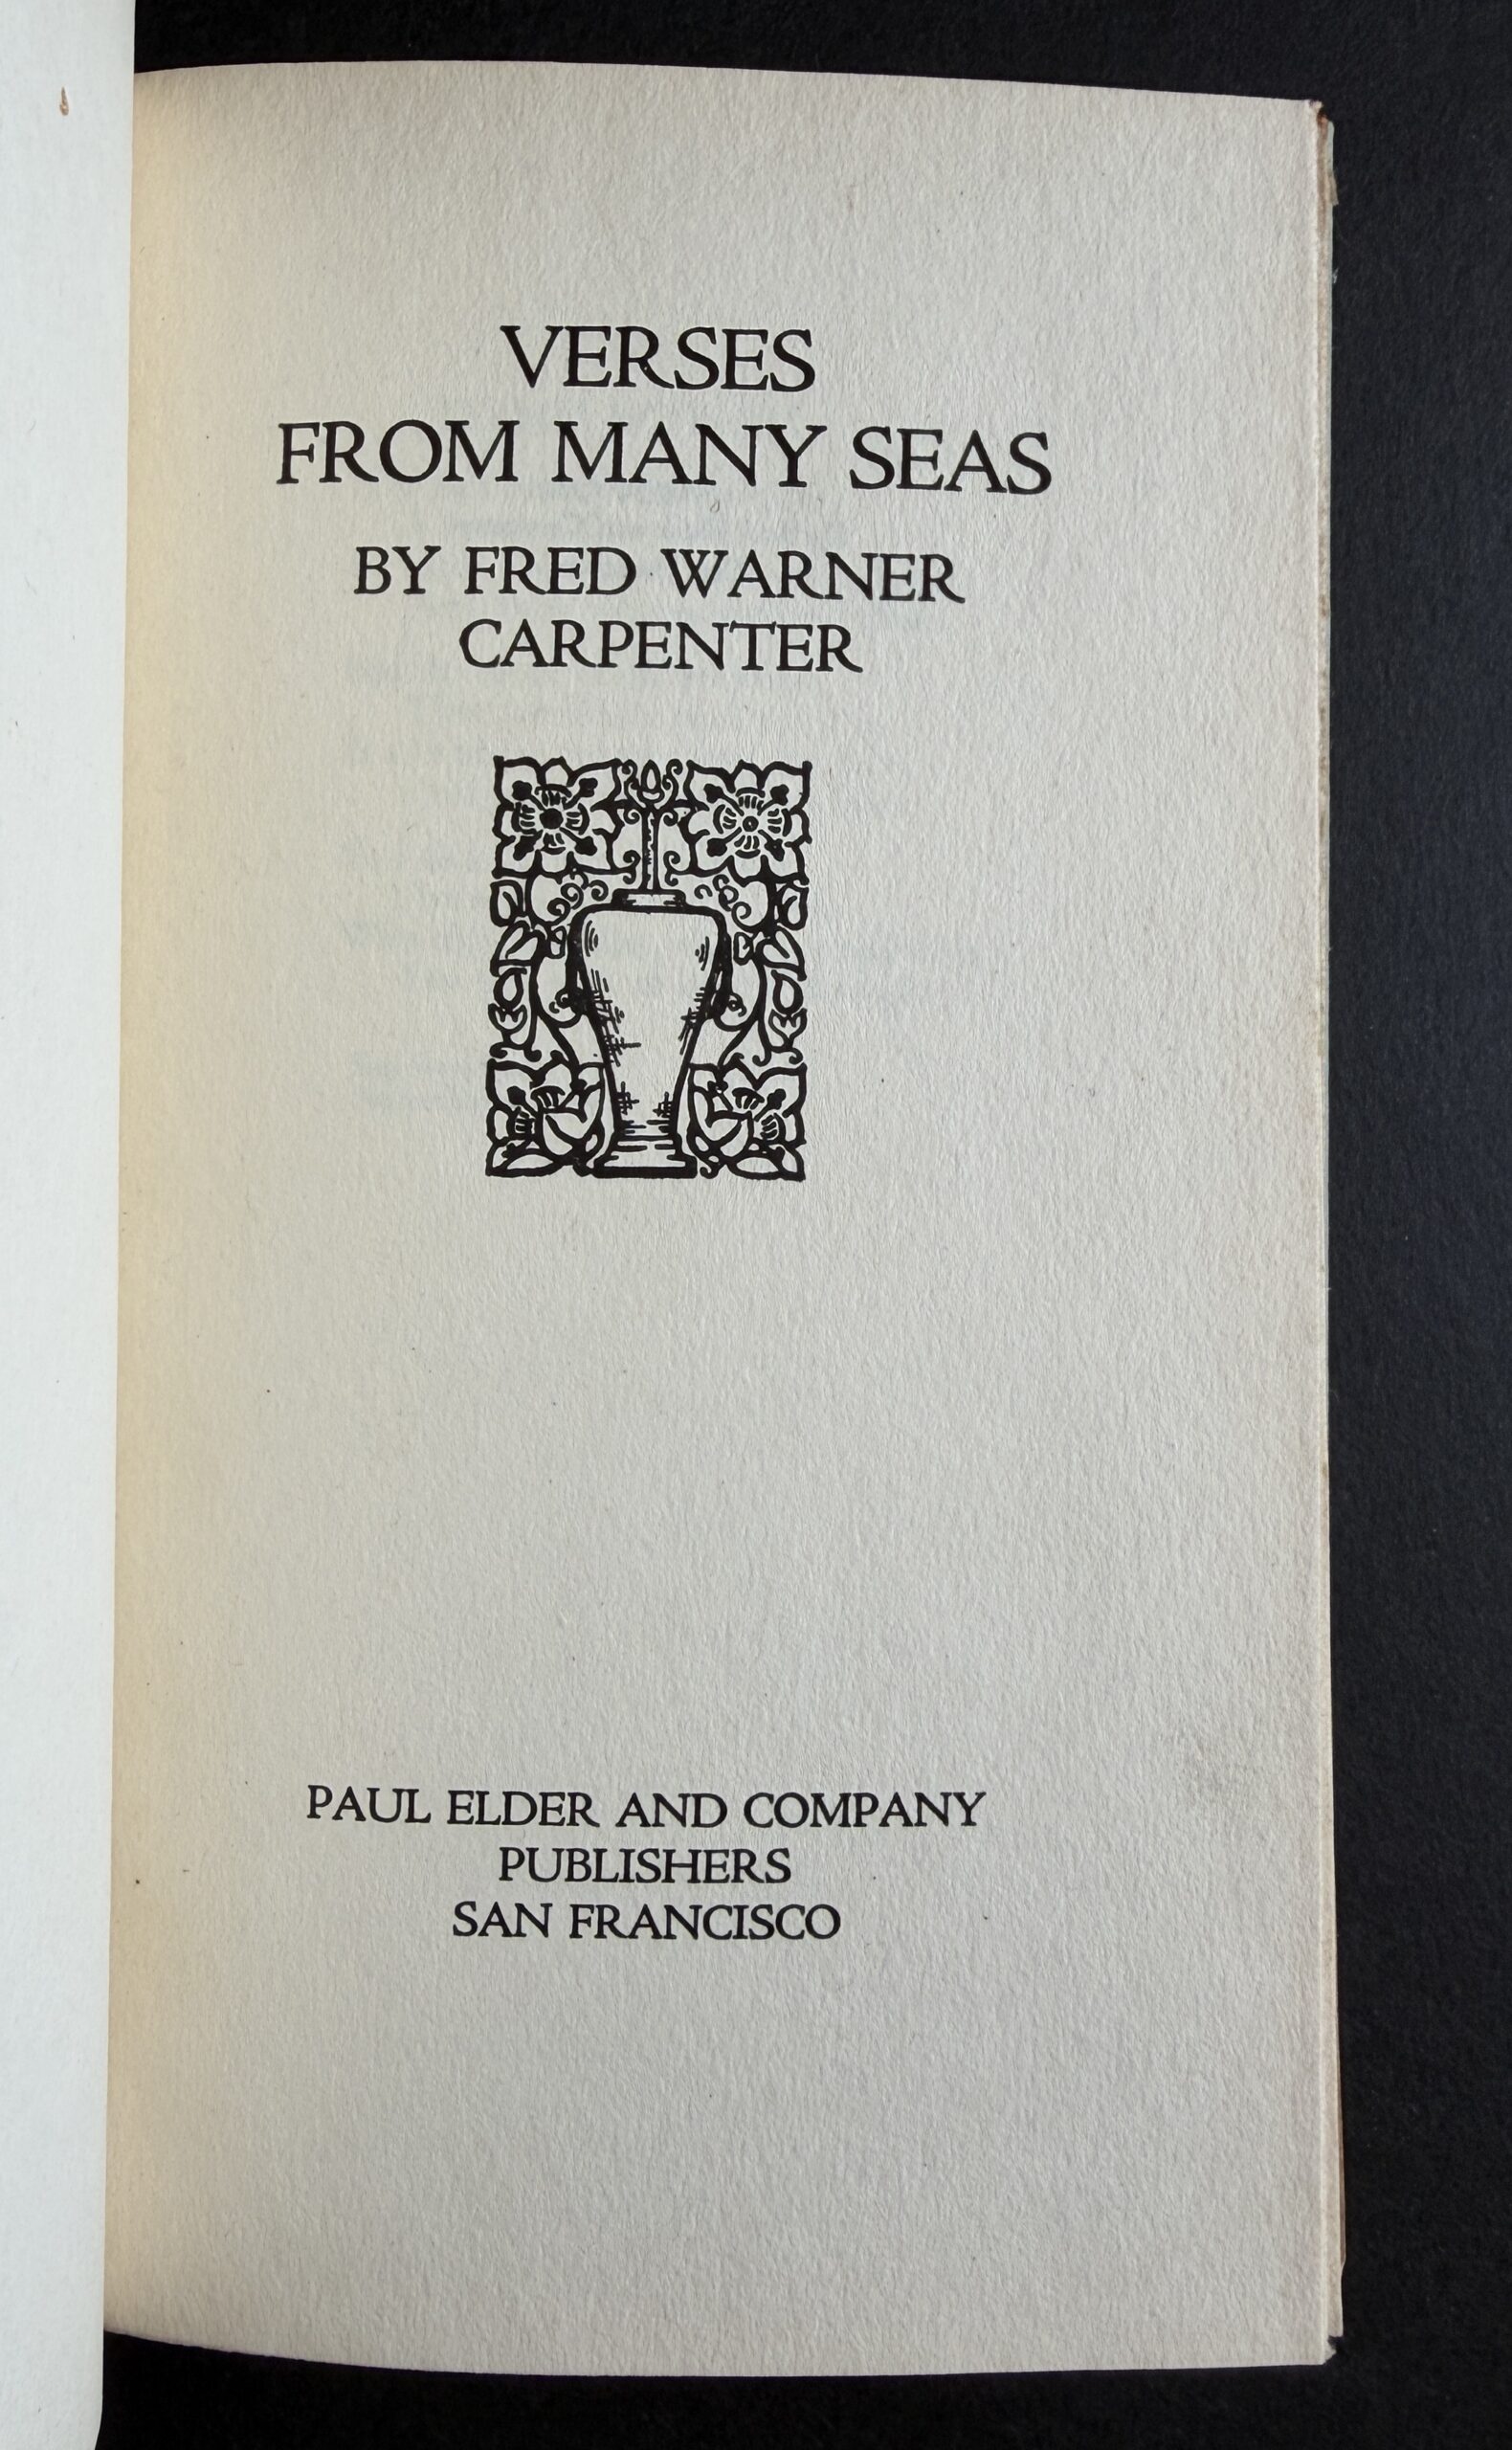 VERSES
FROM MANY SEAS
BY FRED WARNER
CARPENTER
PAUL ELDER AND COMPANY
PUBLISHERS
SAN FRANCISCO